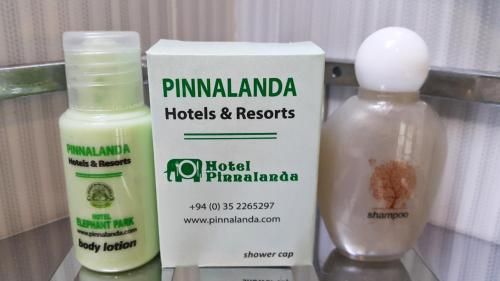 PINNALANDA
Hotels & Resorts
HOTEL
ELEPHANT PARK
www.pinnalanda.com
body lotion
PINNALANDA
Hotels & Resorts
Hotel
Pinnalanda
+94 (0) 35 2265297
www.pinnalanda.com
shower cap
shampoo